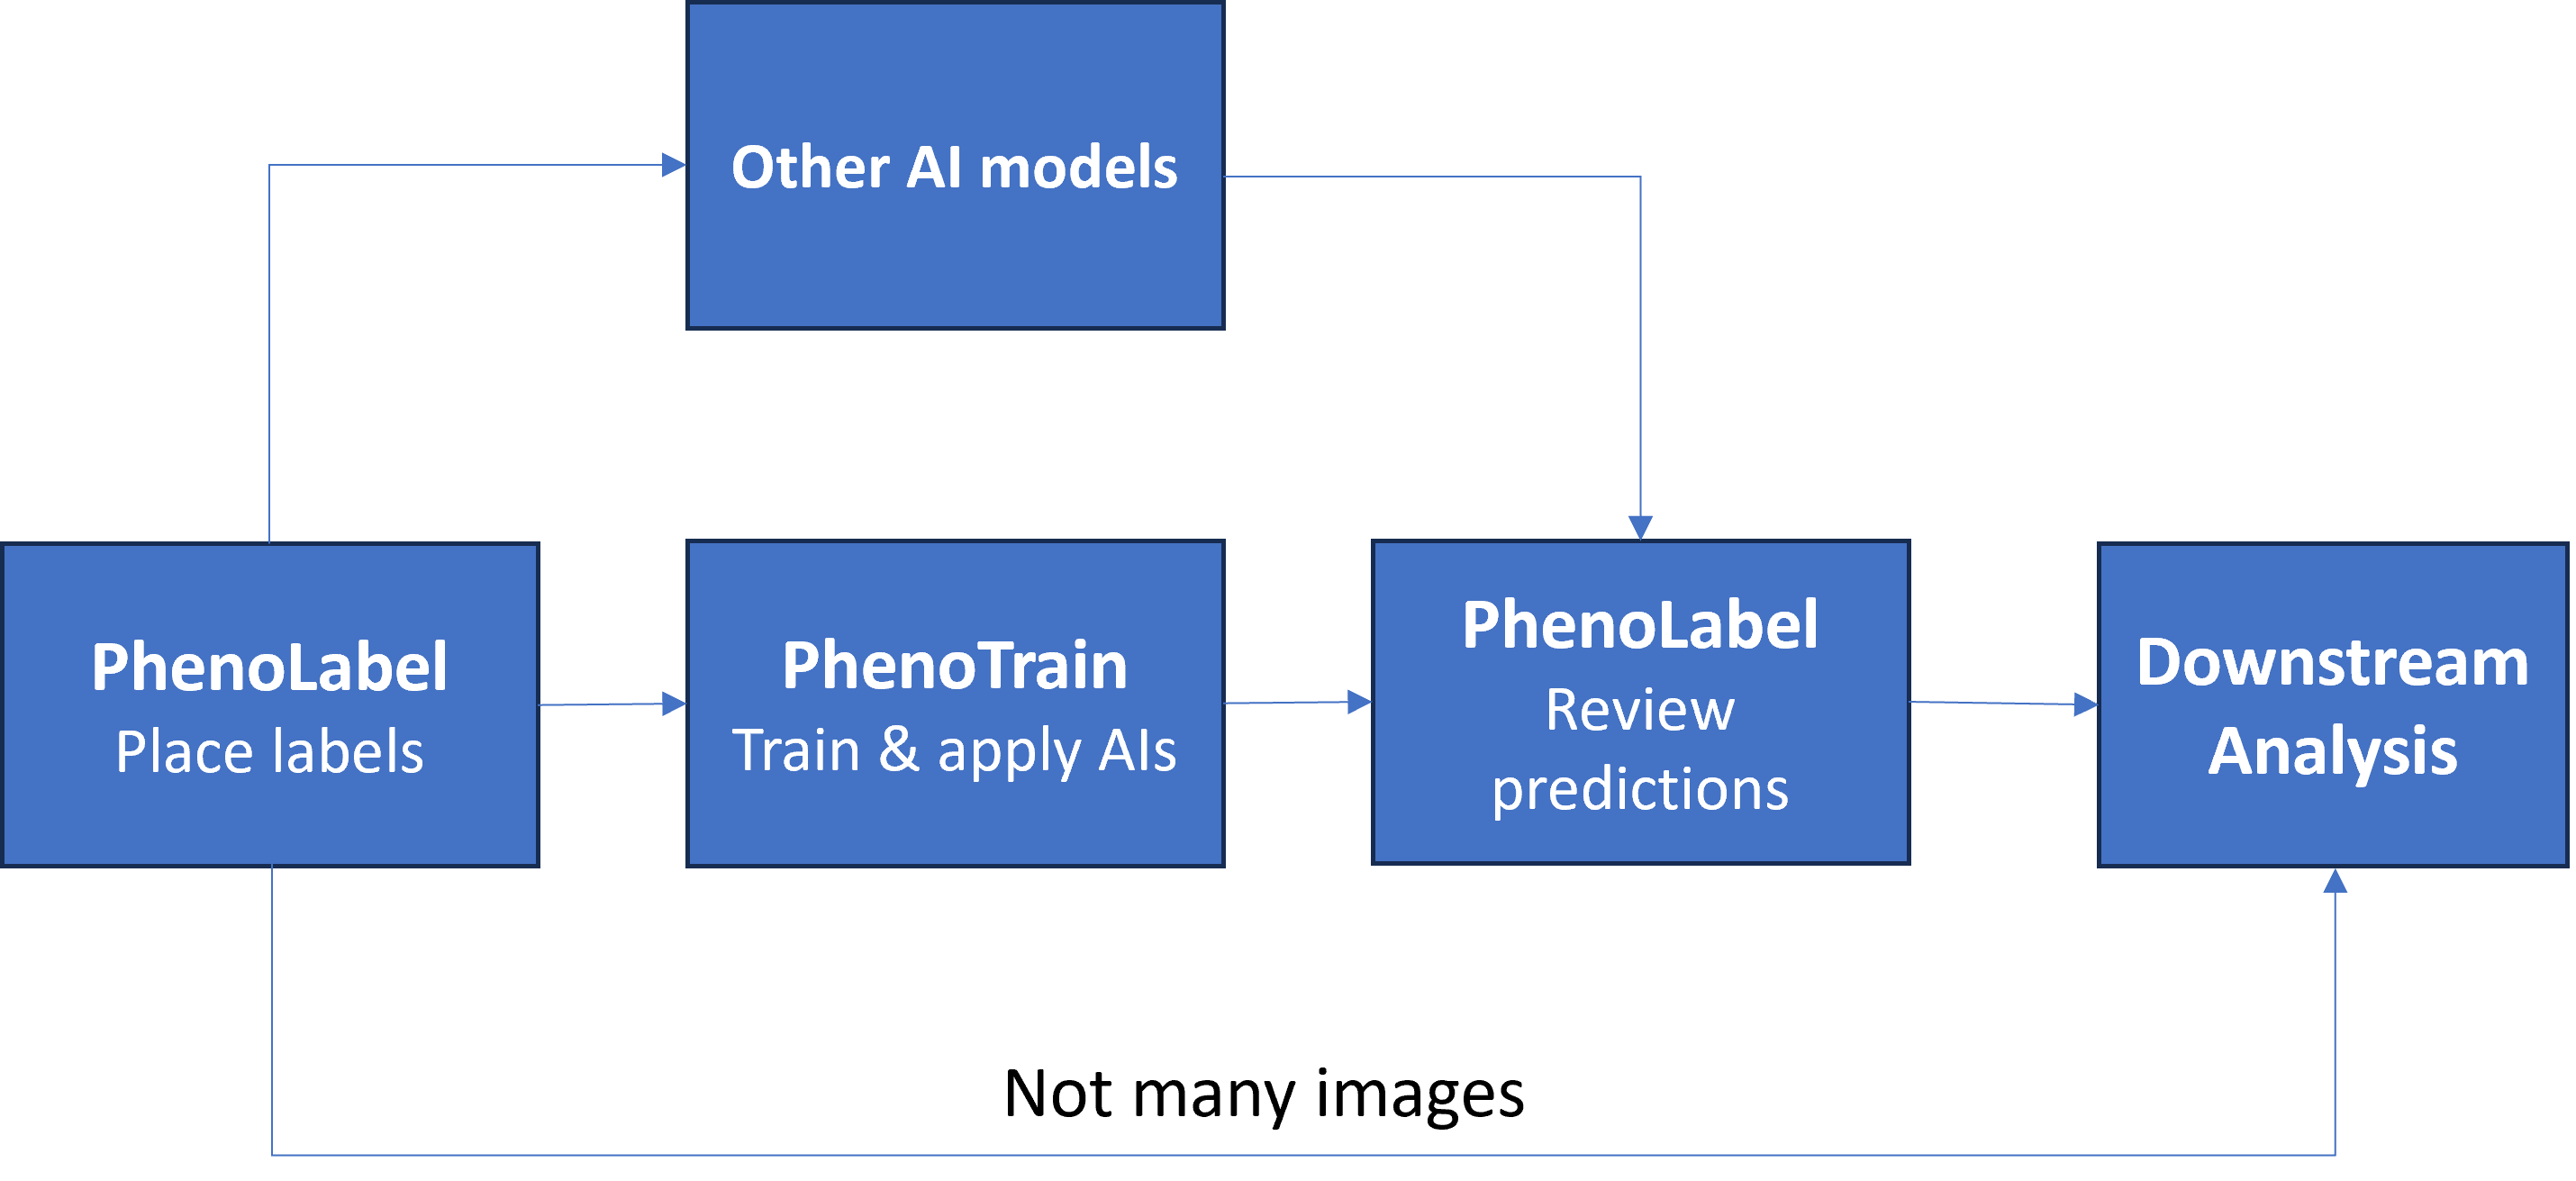 Other AI models
PhenoLabel
Place labels
PhenoTrain
Train & apply AIs
PhenoLabel
Review
predictions
Downstream
Analysis
Not many images